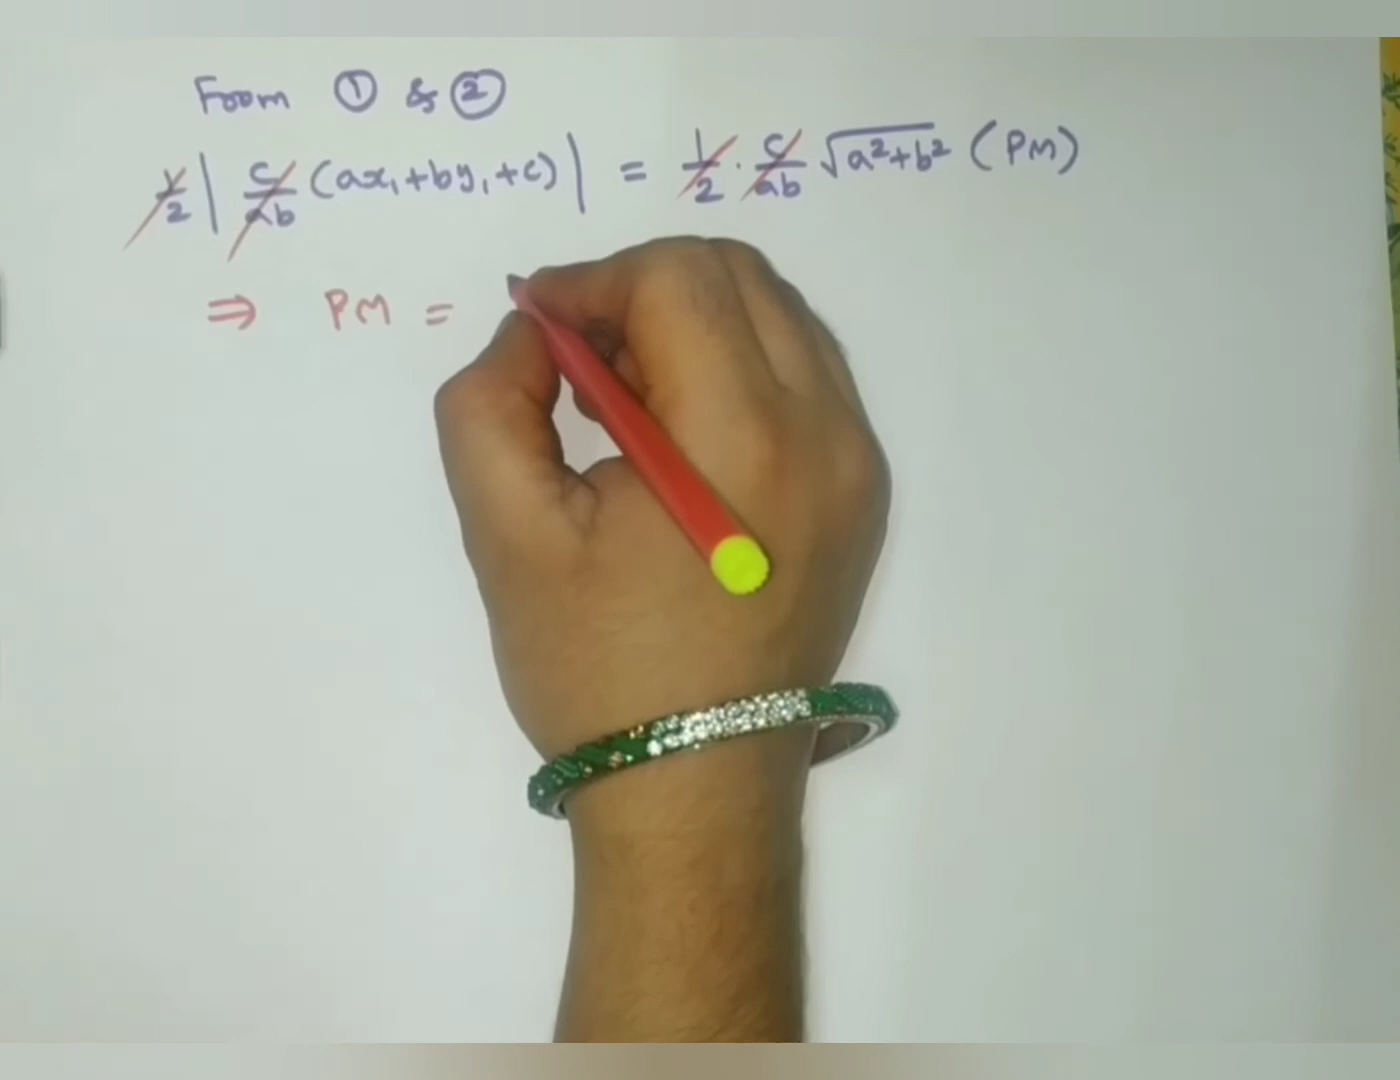 From ① & ②
1/2 | c/ab (ax₁+by₁+c) | = 1/2 · c/ab √a²+b² (PM)
⇒ PM =